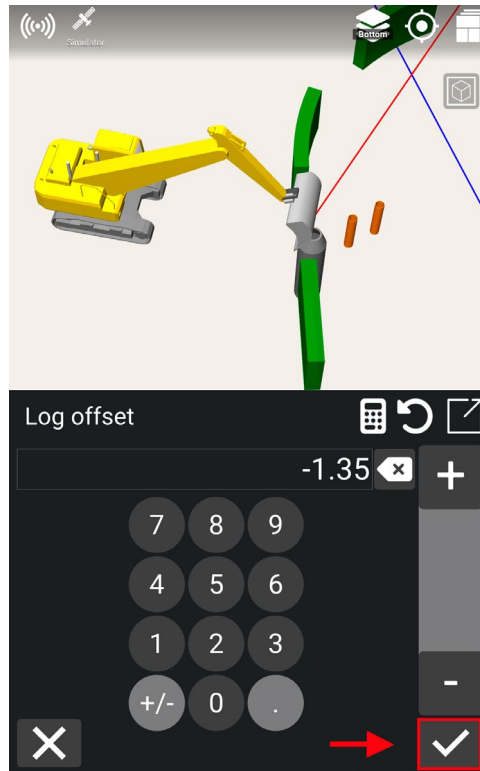 Simulator
Bottom
Log offset
-1.35
+
7 8 9
4 5 6
1 2 3
+/- 0 .
-